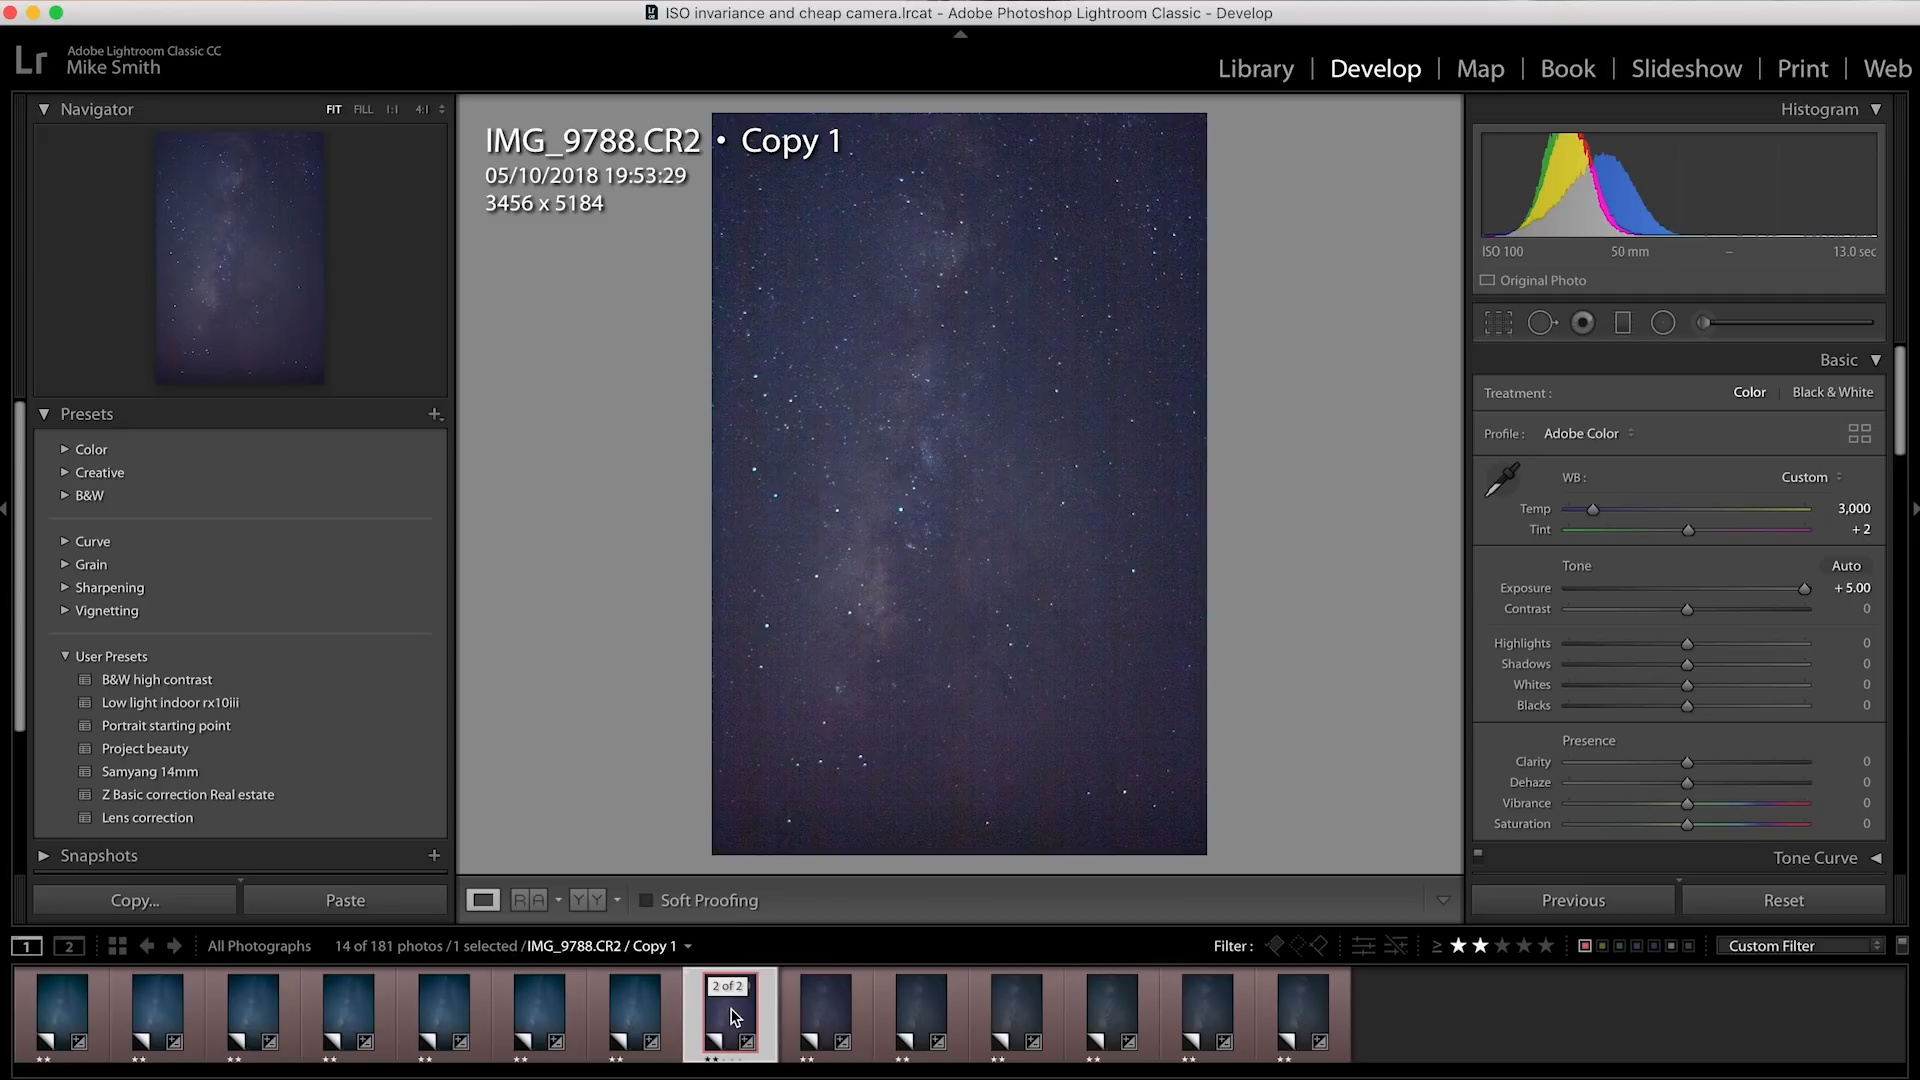 ISO invariance and cheap camera.lrcat - Adobe Photoshop Lightroom Classic - Develop
Lr
Adobe Lightroom Classic CC
Mike Smith
Library | Develop | Map | Book | Slideshow | Print | Web
Navigator
FIT FILL 1:1 4:1
Presets
Color
Creative
B&W
Curve
Grain
Sharpening
Vignetting
User Presets
B&W high contrast
Low light indoor rx10iii
Portrait starting point
Project beauty
Samyang 14mm
Z Basic correction Real estate
Lens correction
Snapshots
Copy...
Paste
IMG_9788.CR2 • Copy 1
05/10/2018 19:53:29
3456 x 5184
RA YY Soft Proofing
Histogram
ISO 100 50 mm – 13.0 sec
Original Photo
Basic
Treatment : Color Black & White
Profile : Adobe Color
WB : Custom
Temp 3,000
Tint + 2
Tone Auto
Exposure + 5.00
Contrast 0
Highlights 0
Shadows 0
Whites 0
Blacks 0
Presence
Clarity 0
Dehaze 0
Vibrance 0
Saturation 0
Tone Curve
Previous
Reset
1 2 All Photographs 14 of 181 photos / 1 selected / IMG_9788.CR2 / Copy 1
Filter : ≥ Custom Filter
2 of 2